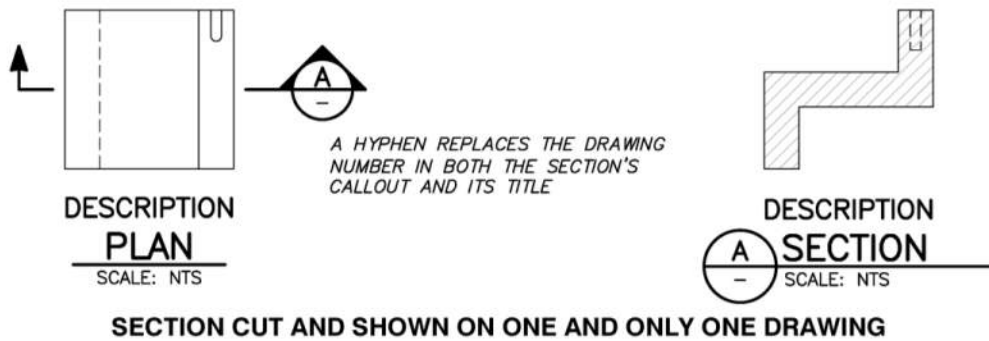 A
-
A HYPHEN REPLACES THE DRAWING
NUMBER IN BOTH THE SECTION'S
CALLOUT AND ITS TITLE
DESCRIPTION
PLAN
SCALE: NTS
DESCRIPTION
A
-
SECTION
SCALE: NTS
SECTION CUT AND SHOWN ON ONE AND ONLY ONE DRAWING